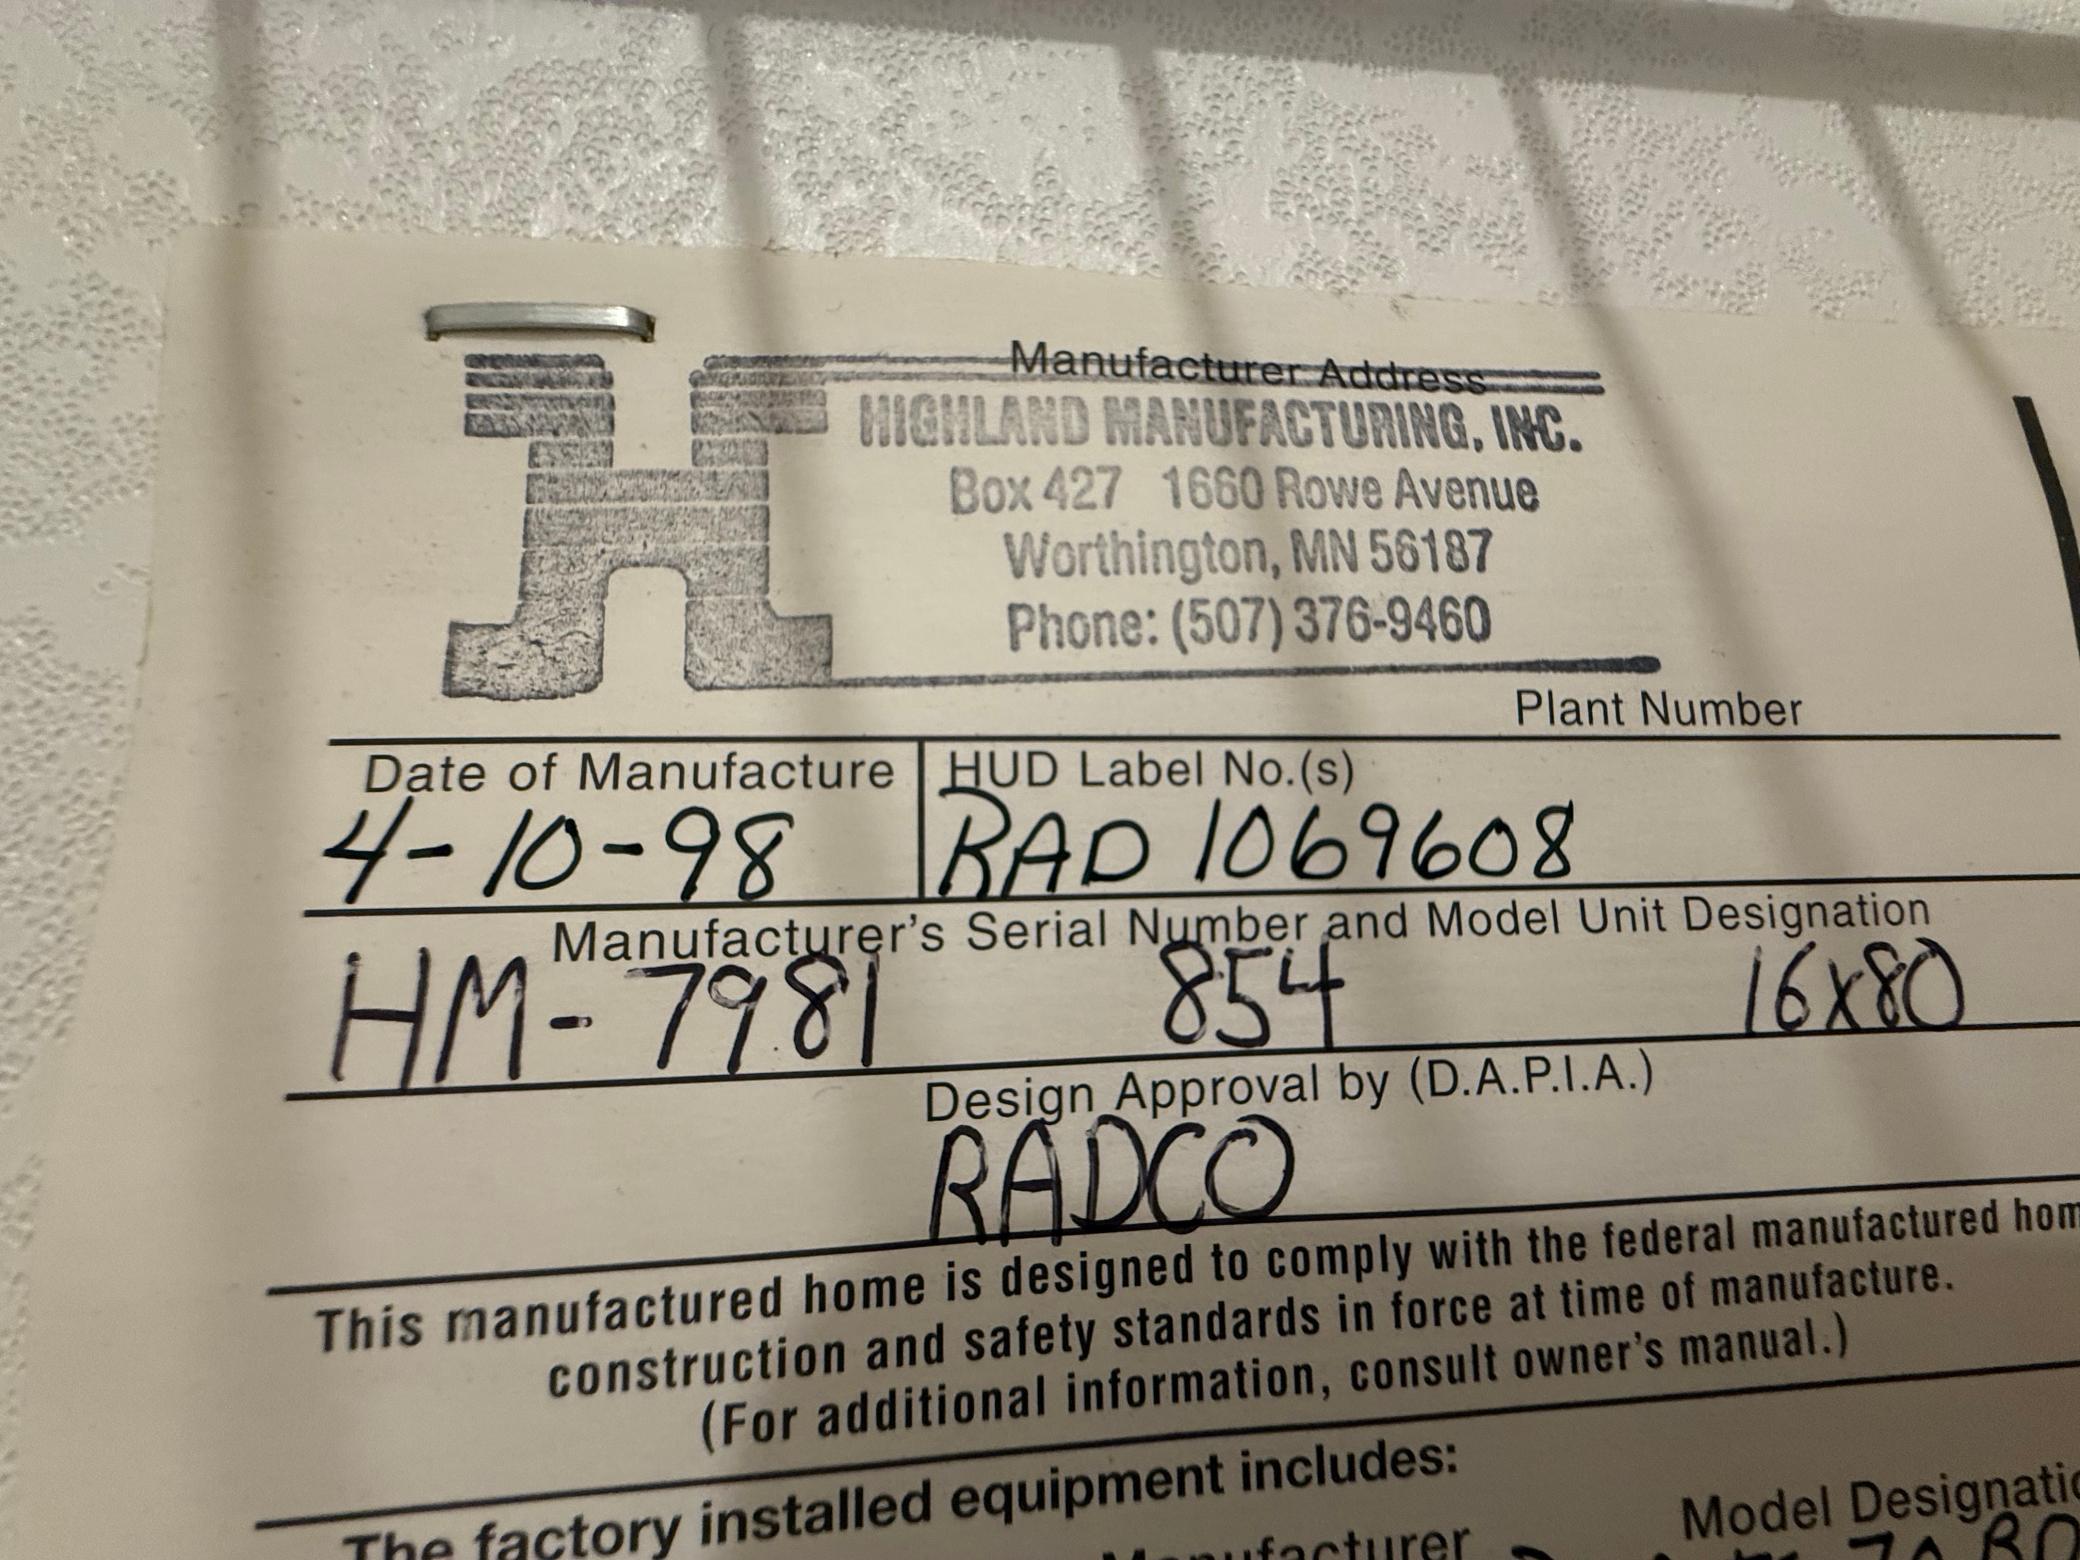 Manufacturer Address
HIGHLAND MANUFACTURING, INC.
Box 427 1660 Rowe Avenue
Worthington, MN 56187
Phone: (507) 376-9460
Plant Number
Date of Manufacture HUD Label No.(s)
4-10-98 RAD 1069608
Manufacturer's Serial Number and Model Unit Designation
HM-7981 854 16x80
Design Approval by (D.A.P.I.A.)
RADCO
This manufactured home is designed to comply with the federal manufactured hom
construction and safety standards in force at time of manufacture.
(For additional information, consult owner's manual.)
The factory installed equipment includes:
Manufacturer Model Designatio